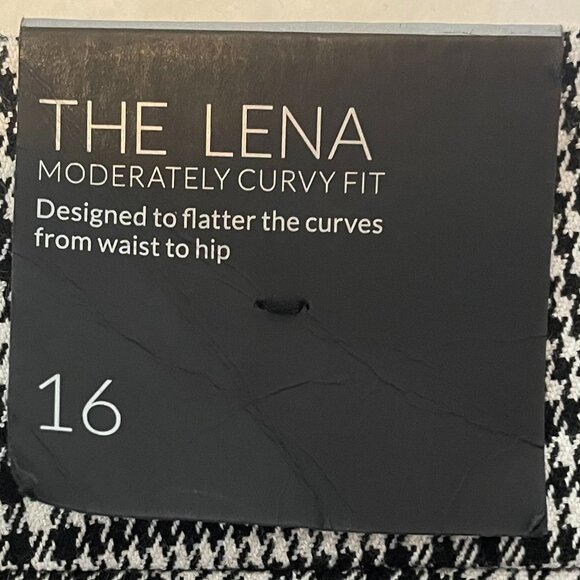 THE LENA
MODERATELY CURVY FIT
Designed to flatter the curves
from waist to hip
16